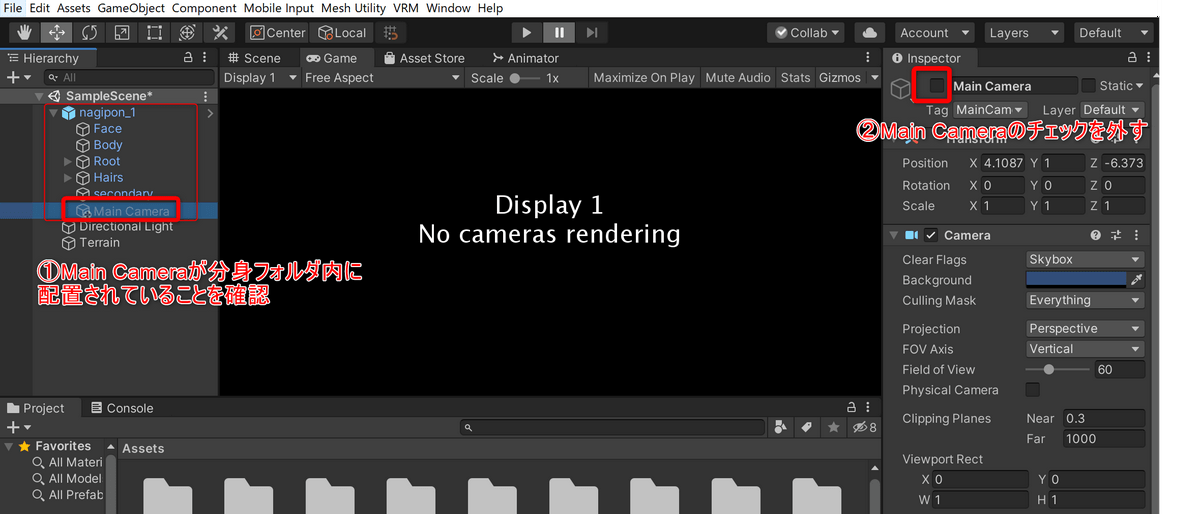 File Edit Assets GameObject Component Mobile Input Mesh Utility VRM Window Help
Center Local Collab Account Layers Default
Hierarchy Scene Game Asset Store Animator Inspector
All Display 1 Free Aspect Scale 1x Maximize On Play Mute Audio Stats Gizmos
SampleScene* Main Camera Static
nagipon_1 Tag MainCam Layer Default
Face
②Main Cameraのチェックを外す
Body Transform
Root Position X 4.1087 Y 1 Z -6.373
Hairs Rotation X 0 Y 0 Z 0
secondary
Main Camera Scale X 1 Y 1 Z 1
Directional Light
Terrain
Display 1
No cameras rendering
①Main Cameraが分身フォルダ内に
配置されていることを確認
Camera
Clear Flags Skybox
Background
Culling Mask Everything
Projection Perspective
FOV Axis Vertical
Field of View 60
Physical Camera
Clipping Planes Near 0.3
Far 1000
Viewport Rect
X 0 Y 0
W 1 H 1
Project Console
8
Favorites Assets
All Materi
All Model
All Prefab